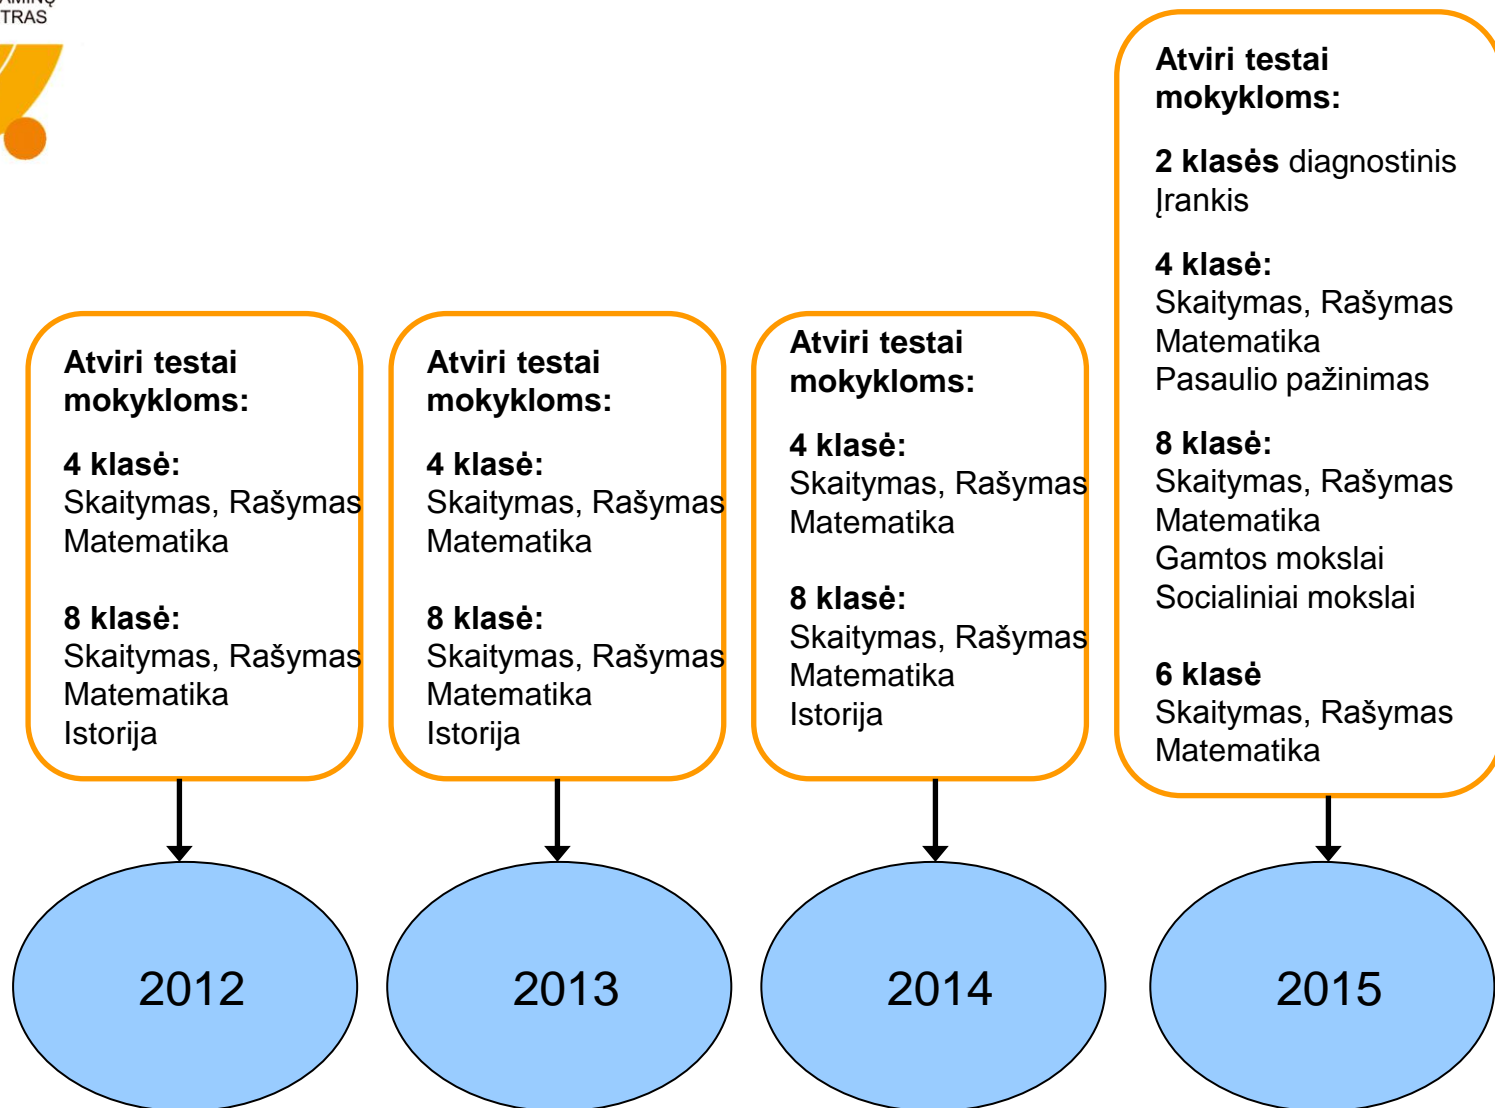 TRAS
Atviri testai
mokykloms:
4 klasė:
Skaitymas, Rašymas
Matematika
8 klasė:
Skaitymas, Rašymas
Matematika
Istorija
2012
Atviri testai
mokykloms:
4 klasė:
Skaitymas, Rašymas
Matematika
8 klasė:
Skaitymas, Rašymas
Matematika
Istorija
2013
Atviri testai
mokykloms:
4 klasė:
Skaitymas, Rašymas
Matematika
8 klasė:
Skaitymas, Rašymas
Matematika
Istorija
2014
Atviri testai
mokykloms:
2 klasės diagnostinis
Įrankis
4 klasė:
Skaitymas, Rašymas
Matematika
Pasaulio pažinimas
8 klasė:
Skaitymas, Rašymas
Matematika
Gamtos mokslai
Socialiniai mokslai
6 klasė
Skaitymas, Rašymas
Matematika
2015